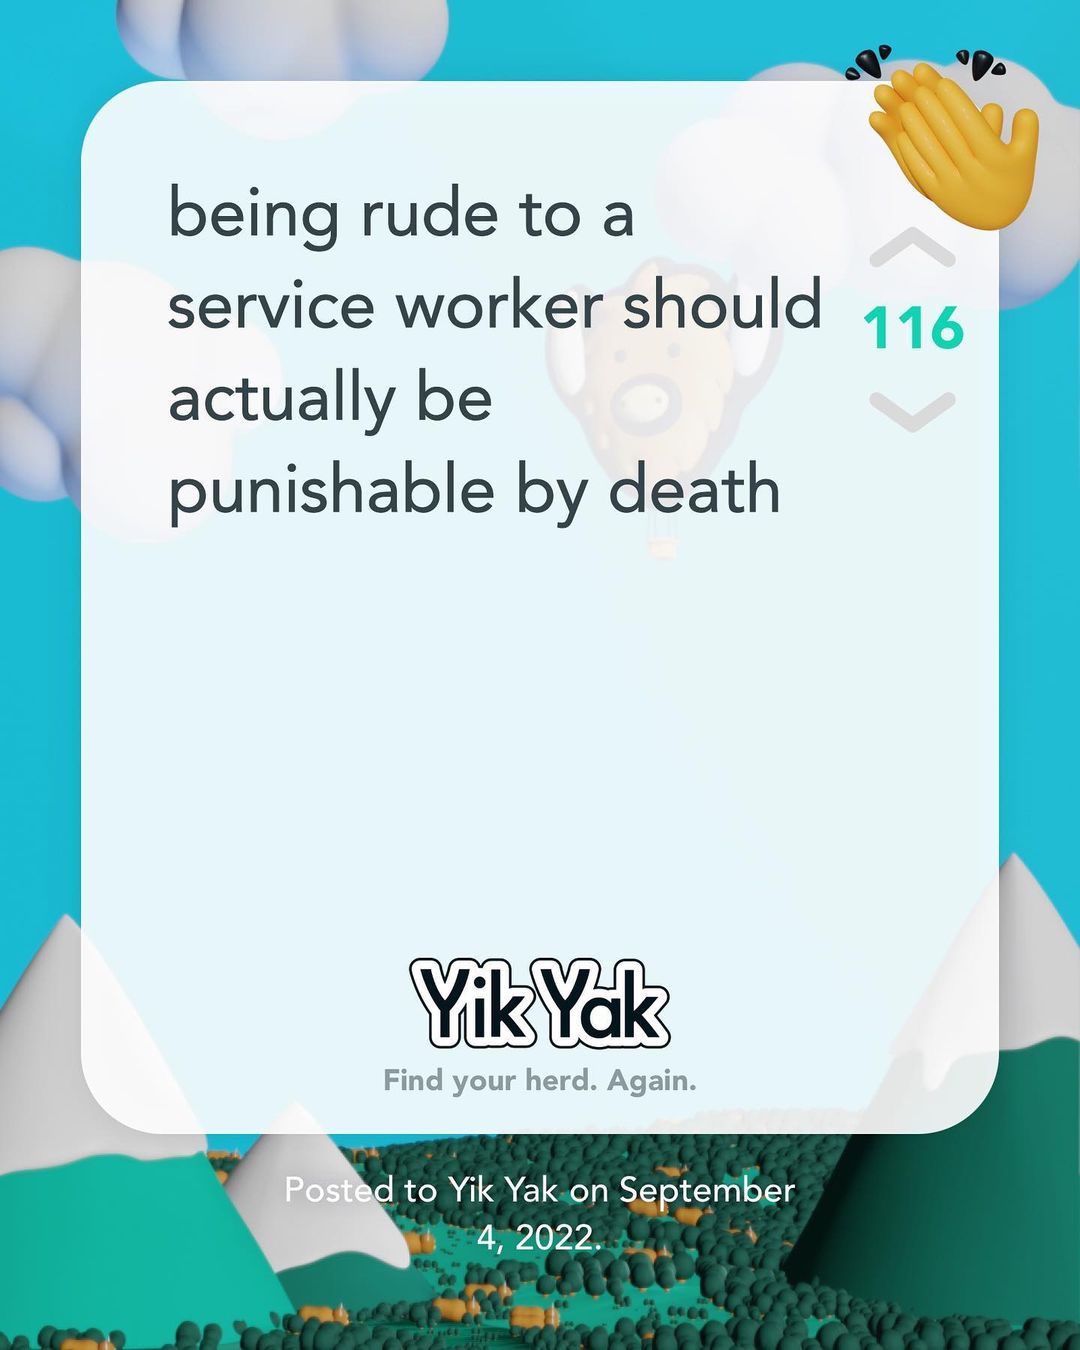 being rude to a
service worker should
actually be
punishable by death
116
Yik Yak
Find your herd. Again.
Posted to Yik Yak on September
4, 2022.